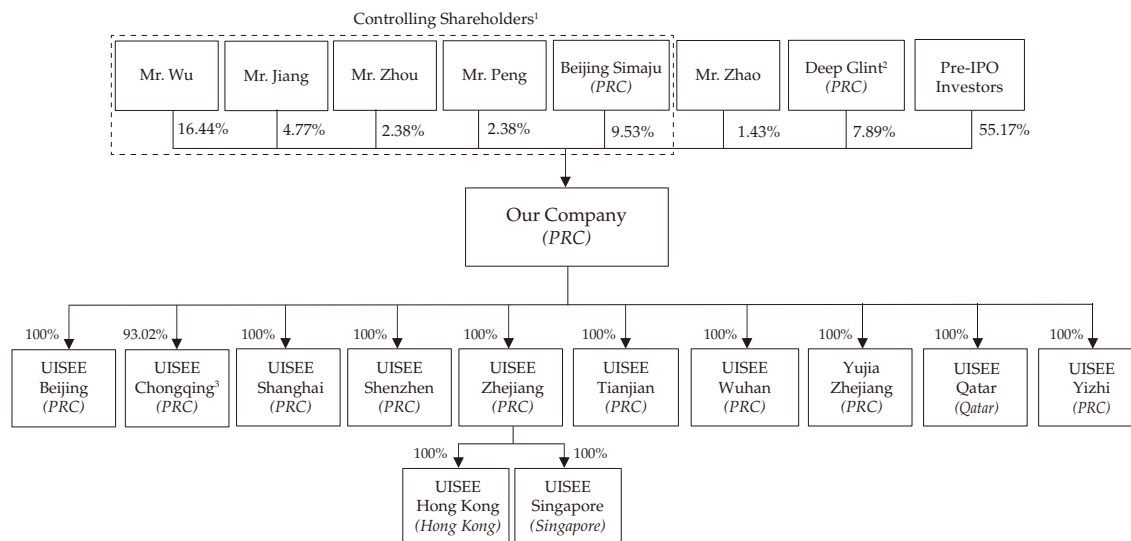 Controlling Shareholders¹
Mr. Wu
Mr. Jiang
Mr. Zhou
Mr. Peng
Beijing Simaju
(PRC)
Mr. Zhao
Deep Glint²
(PRC)
Pre-IPO
Investors
16.44%
4.77%
2.38%
2.38%
9.53%
1.43%
7.89%
55.17%
Our Company
(PRC)
100%
93.02%
100%
100%
100%
100%
100%
100%
100%
100%
UISEE
Beijing
(PRC)
UISEE
Chongqing³
(PRC)
UISEE
Shanghai
(PRC)
UISEE
Shenzhen
(PRC)
UISEE
Zhejiang
(PRC)
UISEE
Tianjian
(PRC)
UISEE
Wuhan
(PRC)
Yujia
Zhejiang
(PRC)
UISEE
Qatar
(Qatar)
UISEE
Yizhi
(PRC)
100%
100%
UISEE
Hong Kong
(Hong Kong)
UISEE
Singapore
(Singapore)